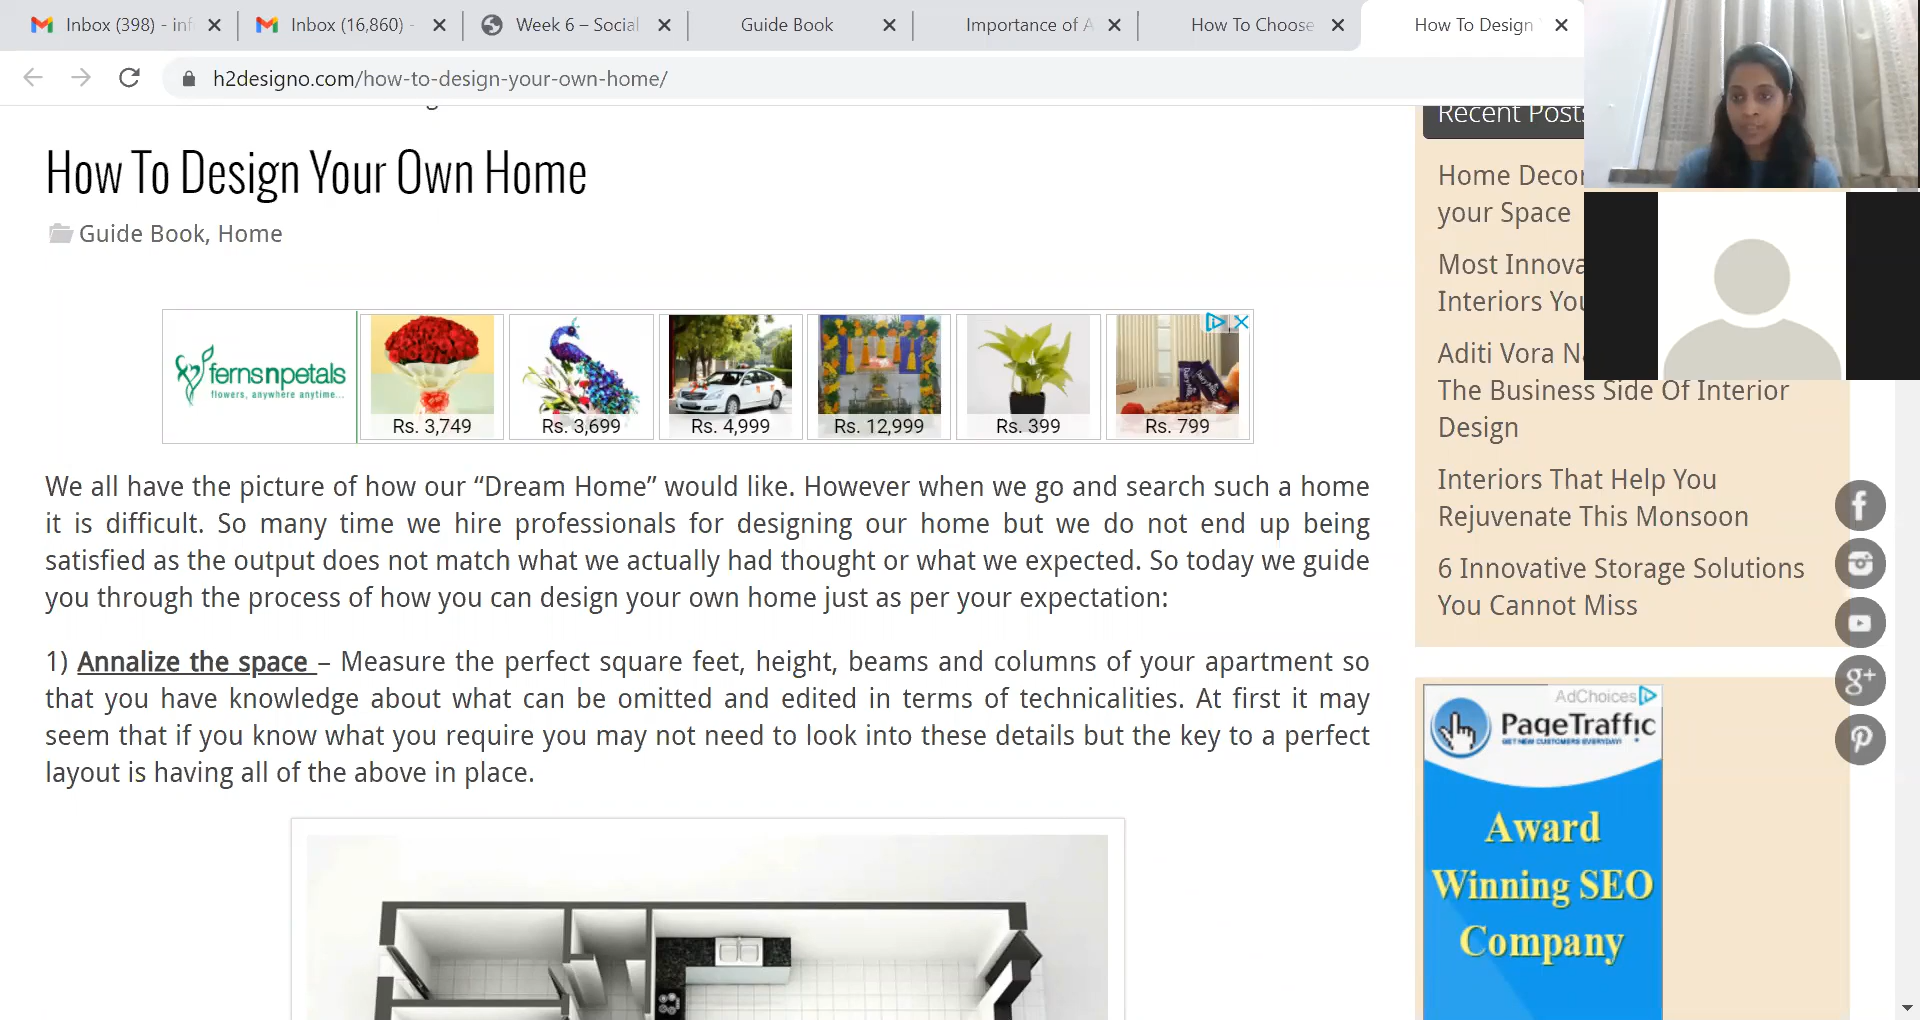 Inbox (398) - inf
Inbox (16,860) -
Week 6 – Social
Guide Book
Importance of A
How To Choose
How To Design
h2designo.com/how-to-design-your-own-home/
How To Design Your Own Home
Guide Book, Home
fernsnpetals
flowers, anywhere anytime...
Rs. 3,749
Rs. 3,699
Rs. 4,999
Rs. 12,999
Rs. 399
Rs. 799
We all have the picture of how our “Dream Home” would like. However when we go and search such a home
it is difficult. So many time we hire professionals for designing our home but we do not end up being
satisfied as the output does not match what we actually had thought or what we expected. So today we guide
you through the process of how you can design your own home just as per your expectation:
1) Annalize the space – Measure the perfect square feet, height, beams and columns of your apartment so
that you have knowledge about what can be omitted and edited in terms of technicalities. At first it may
seem that if you know what you require you may not need to look into these details but the key to a perfect
layout is having all of the above in place.
Recent Posts
Home Decor
your Space
Most Innova
Interiors You
Aditi Vora Na
The Business Side Of Interior
Design
Interiors That Help You
Rejuvenate This Monsoon
6 Innovative Storage Solutions
You Cannot Miss
AdChoices
PageTraffic
GET NEW CUSTOMERS EVERYDAY!
Award
Winning SEO
Company